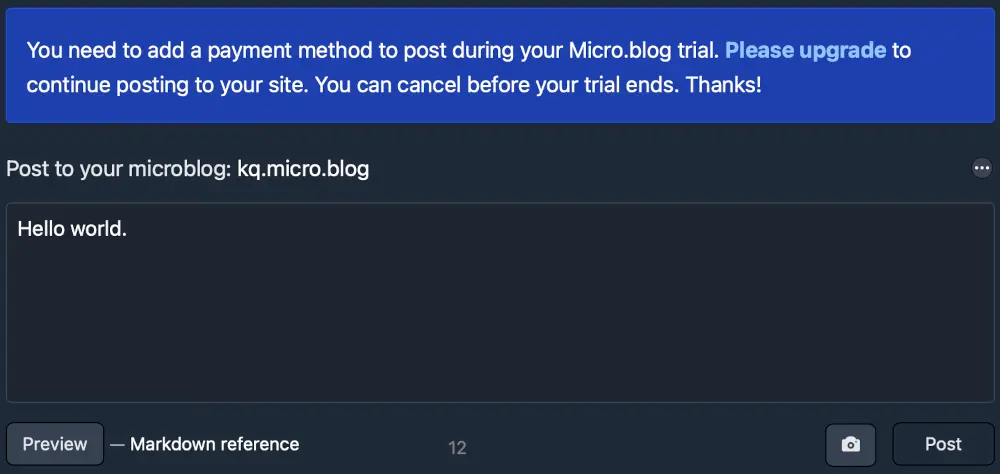 You need to add a payment method to post during your Micro.blog trial. Please upgrade to
continue posting to your site. You can cancel before your trial ends. Thanks!
Post to your microblog: kq.micro.blog
Hello world.
Preview — Markdown reference 12 Post